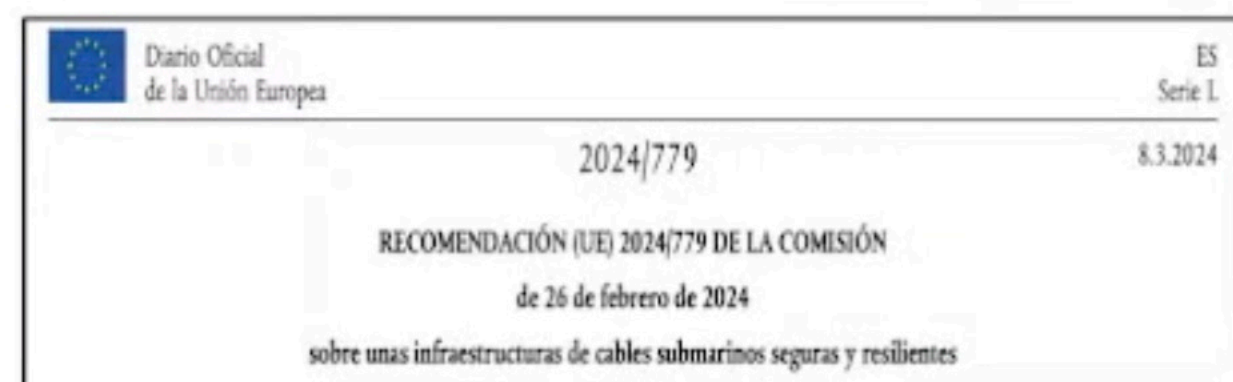 Diario Oficial
de la Unión Europea
ES
Serie L
2024/779
8.3.2024
RECOMENDACIÓN (UE) 2024/779 DE LA COMISIÓN
de 26 de febrero de 2024
sobre unas infraestructuras de cables submarinos seguras y resilientes